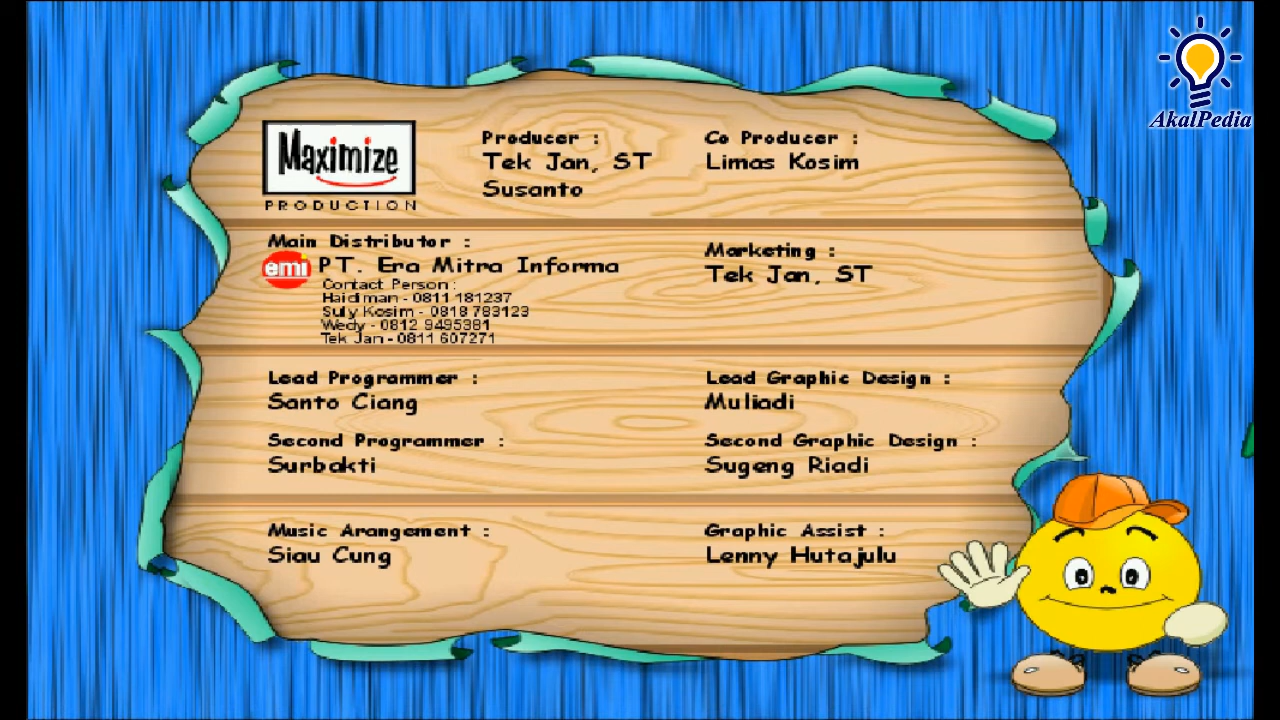 AkalPedia
Maximize
PRODUCTION
Producer :
Tek Jan, ST
Susanto
Co Producer :
Limas Kosim
Main Distributor :
emi PT. Era Mitra Informa
Contact Person :
Haidiman - 0811 181237
Suly Kosim - 0818 783123
Wedy - 0812 9495381
Tek Jan - 0811 607271
Marketing :
Tek Jan, ST
Lead Programmer :
Santo Ciang
Second Programmer :
Surbakti
Lead Graphic Design :
Muliadi
Second Graphic Design :
Sugeng Riadi
Music Arangement :
Siau Cung
Graphic Assist :
Lenny Hutajulu